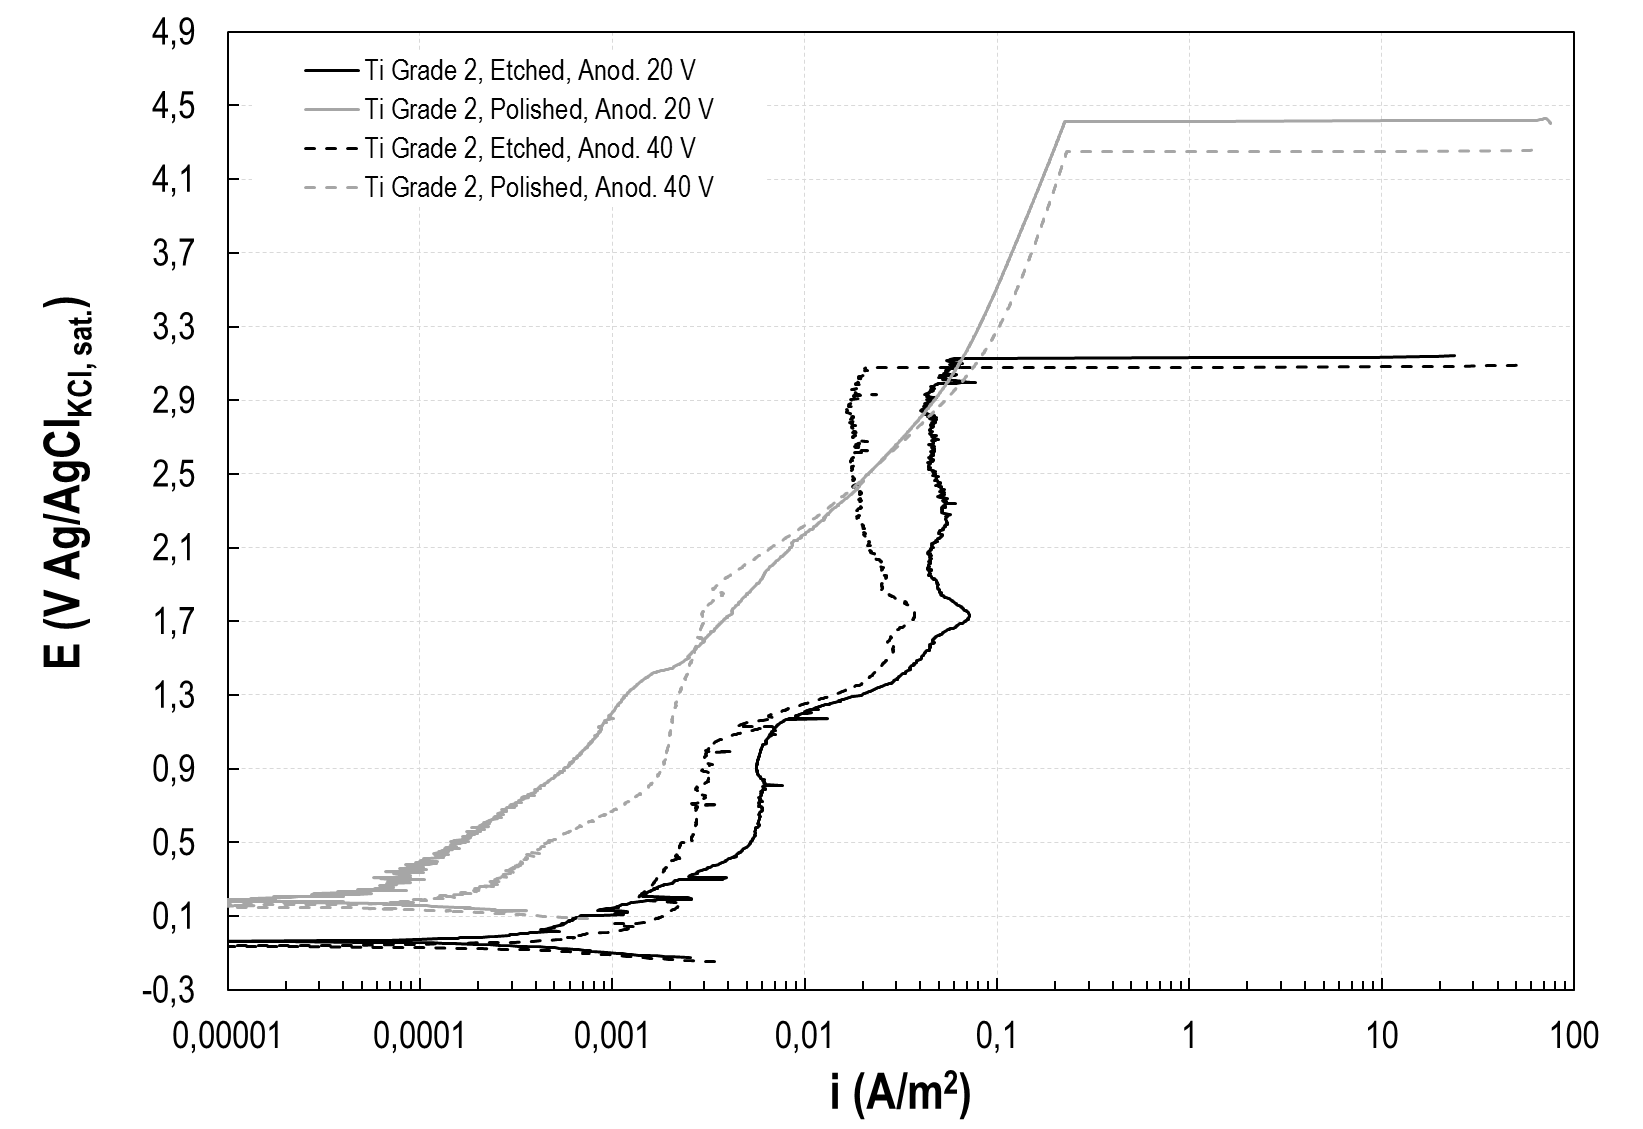 4,9
4,5
4,1
3,7
3,3
2,9
2,5
2,1
1,7
1,3
0,9
0,5
0,1
-0,3
Ti Grade 2, Etched, Anod. 20 V
Ti Grade 2, Polished, Anod. 20 V
Ti Grade 2, Etched, Anod. 40 V
Ti Grade 2, Polished, Anod. 40 V
E (V Ag/AgClKCl, sat.)
0,00001 0,0001 0,001 0,01 0,1 1 10 100
i (A/m²)